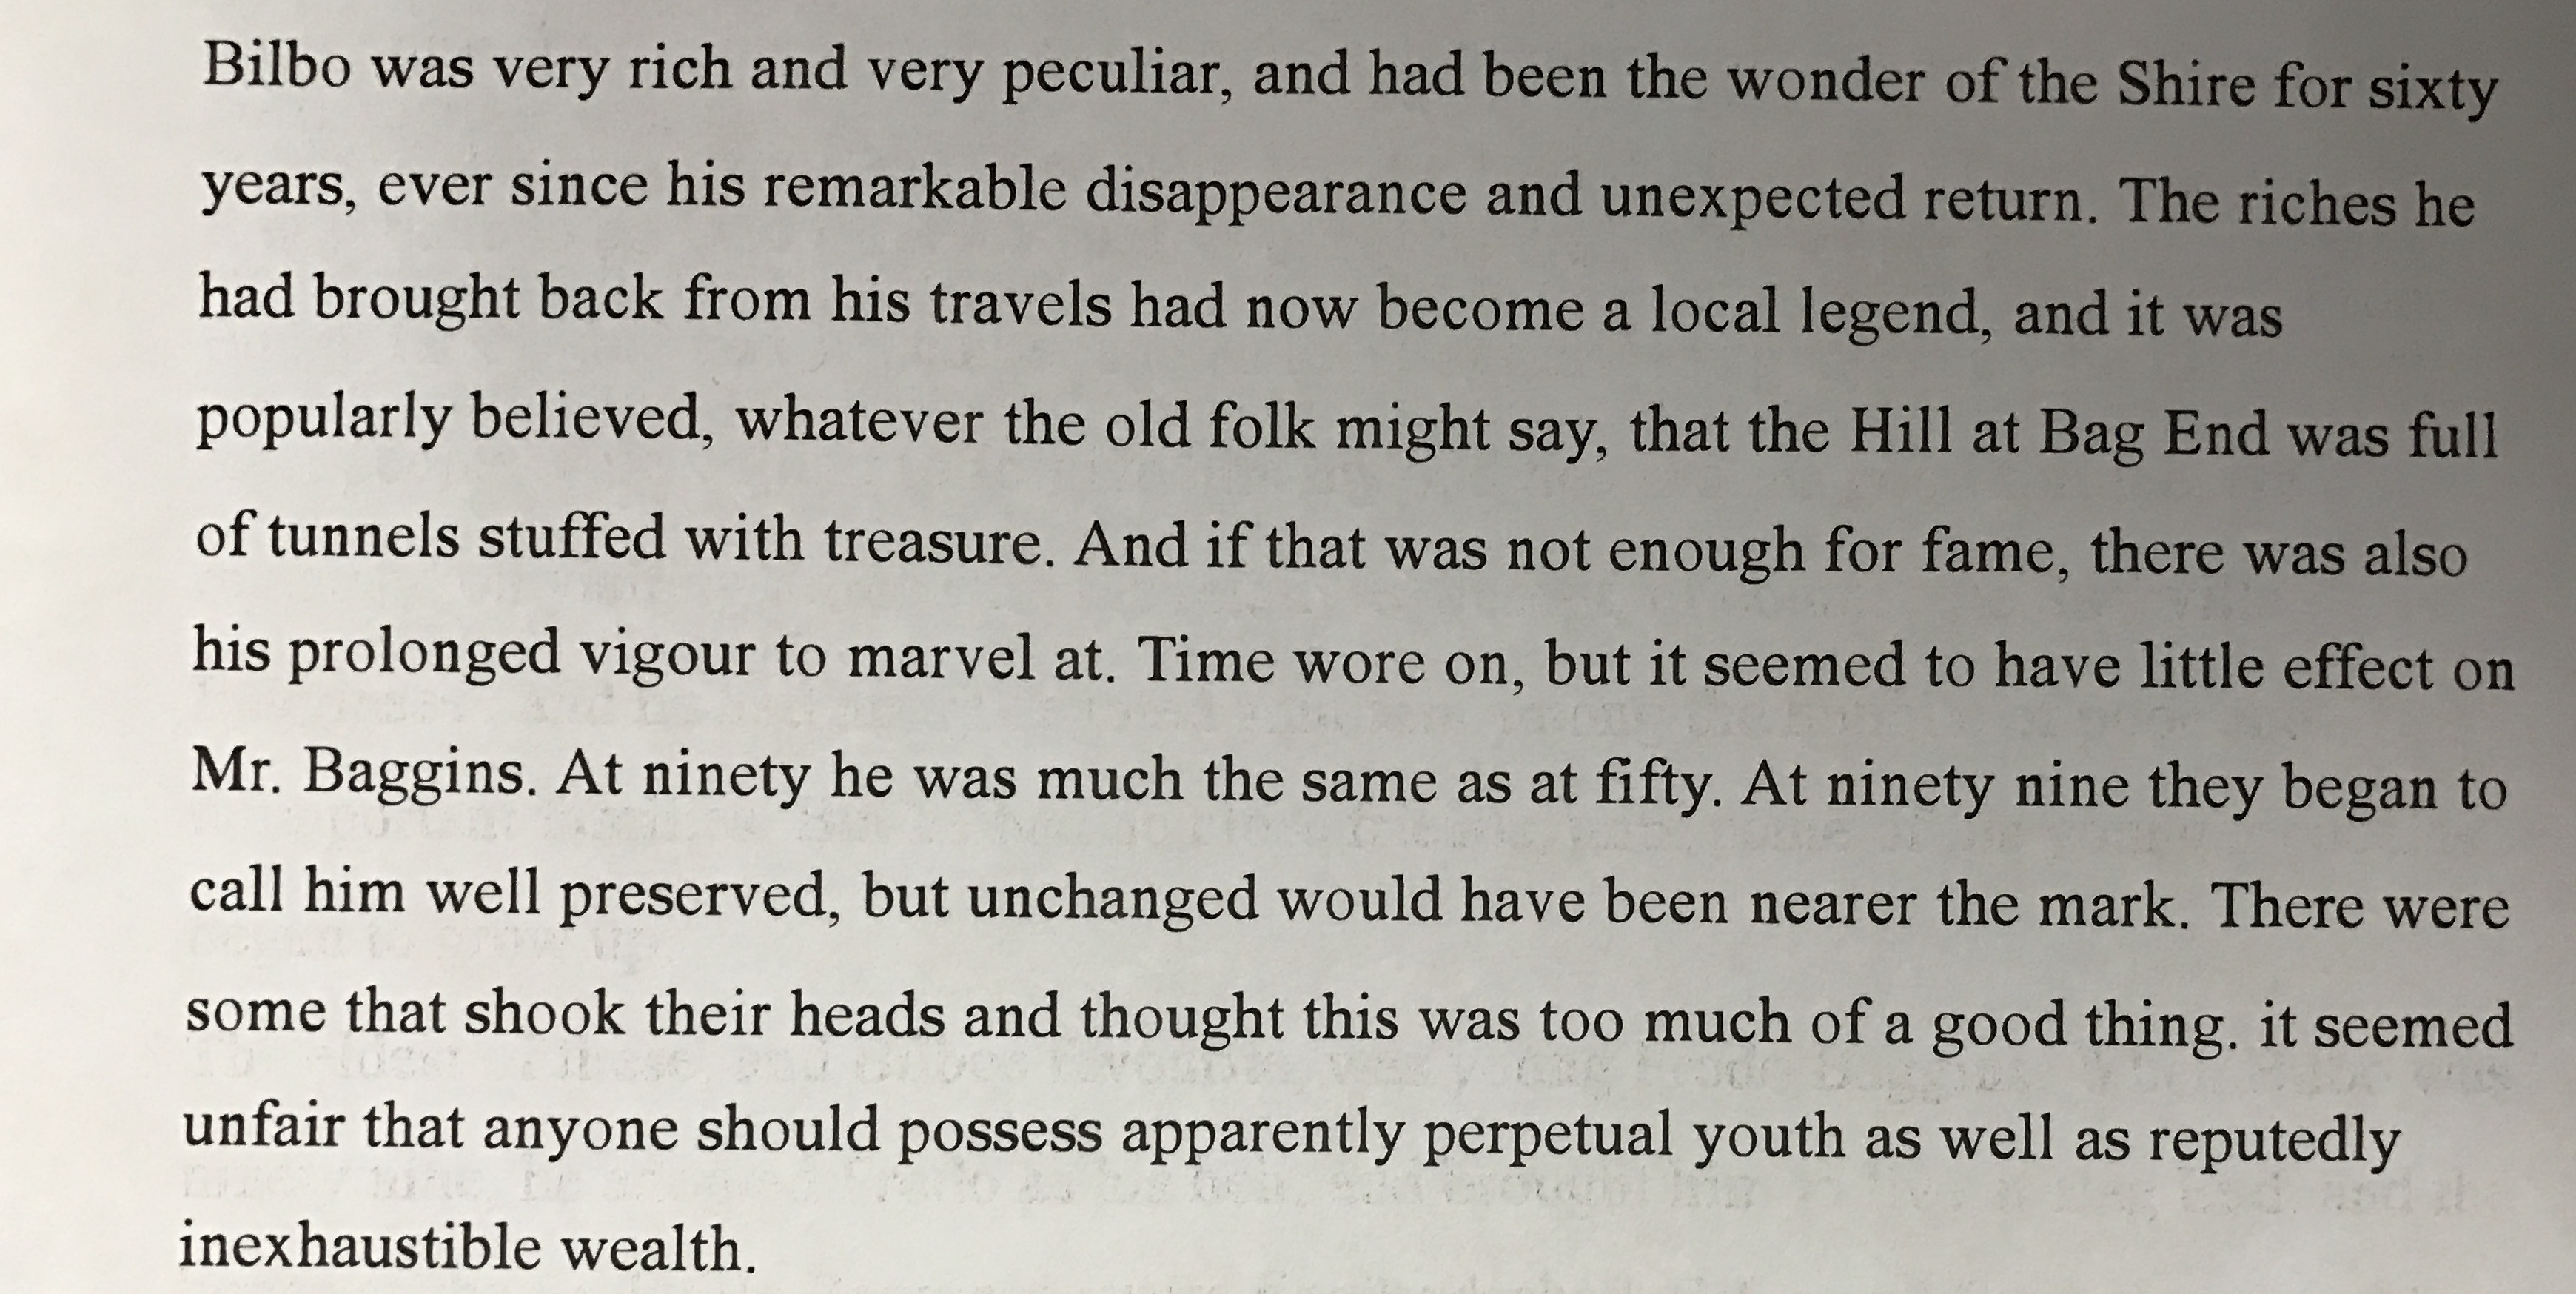 Bilbo was very rich and very peculiar, and had been the wonder of the Shire for sixty
years, ever since his remarkable disappearance and unexpected return. The riches he
had brought back from his travels had now become a local legend, and it was
popularly believed, whatever the old folk might say, that the Hill at Bag End was full
of tunnels stuffed with treasure. And if that was not enough for fame, there was also
his prolonged vigour to marvel at. Time wore on, but it seemed to have little effect on
Mr. Baggins. At ninety he was much the same as at fifty. At ninety nine they began to
call him well preserved, but unchanged would have been nearer the mark. There were
some that shook their heads and thought this was too much of a good thing. it seemed
unfair that anyone should possess apparently perpetual youth as well as reputedly
inexhaustible wealth.